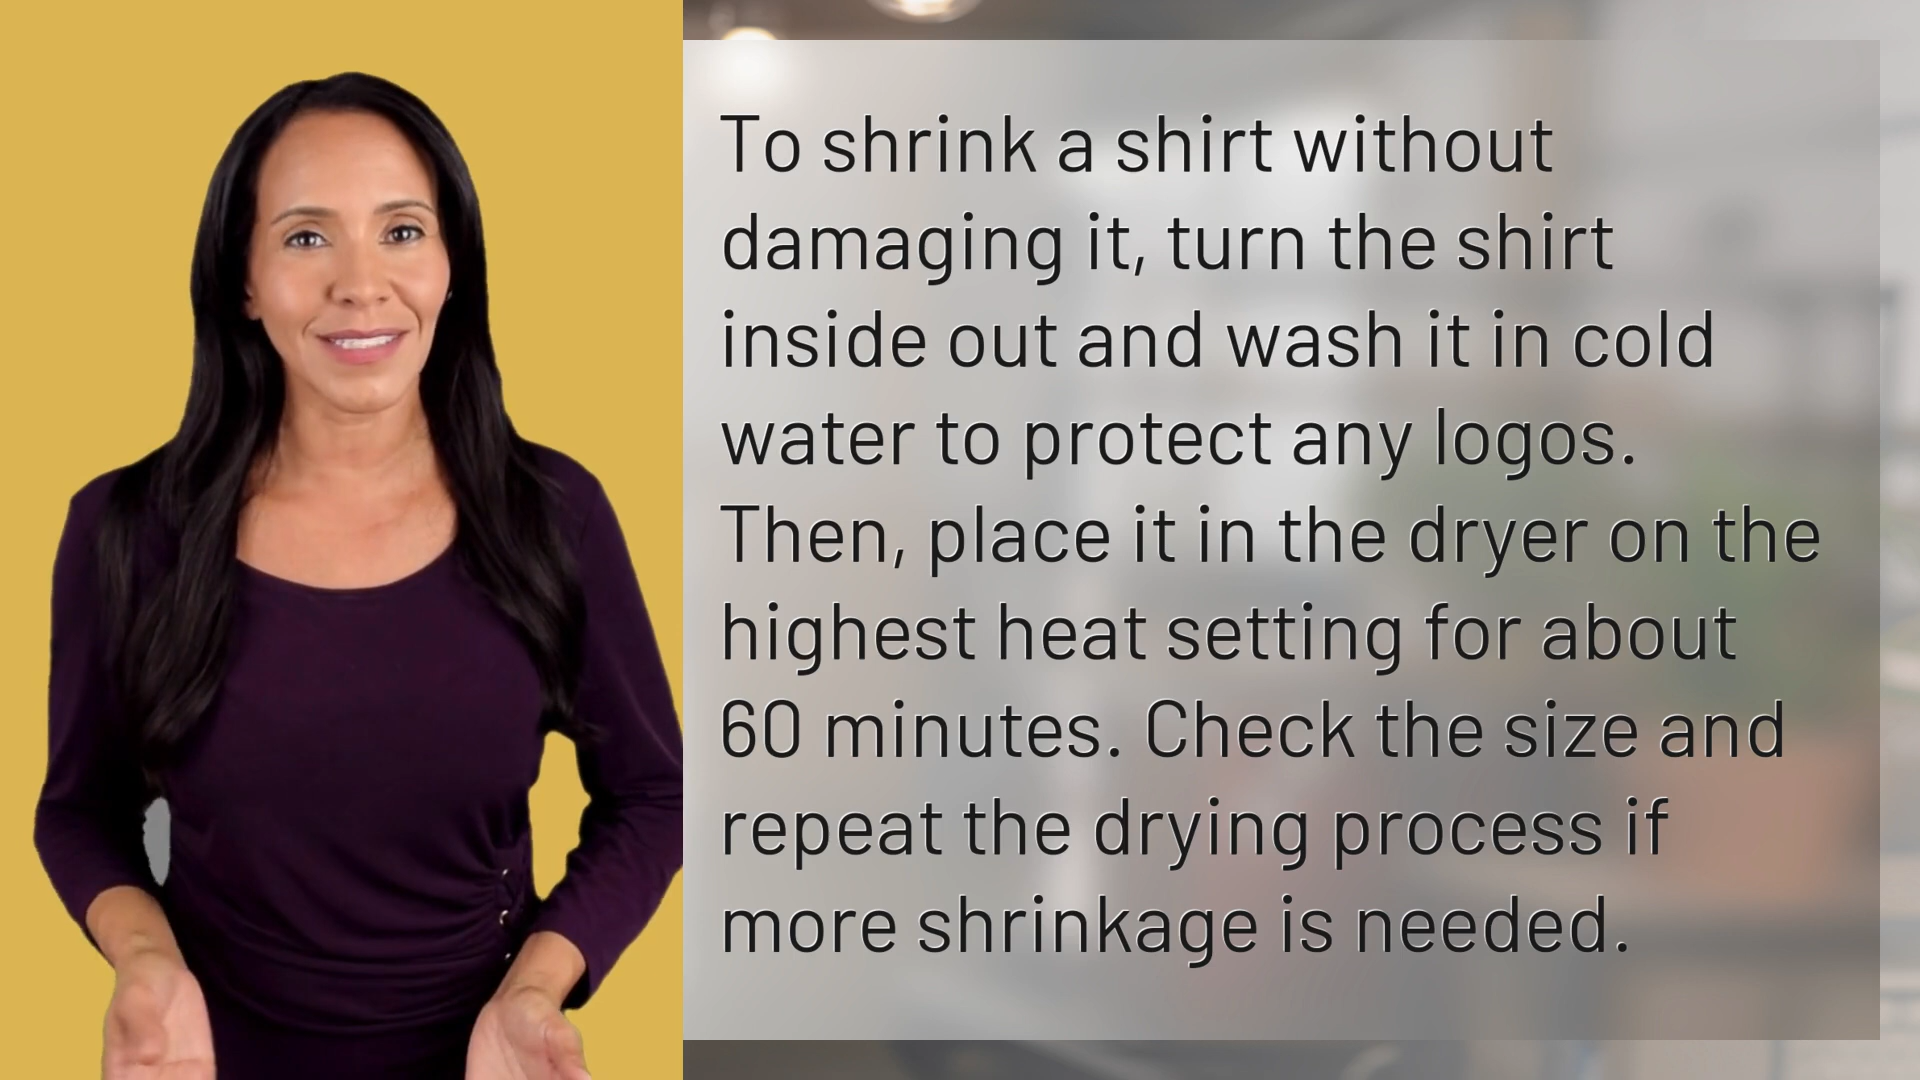 To shrink a shirt without
damaging it, turn the shirt
inside out and wash it in cold
water to protect any logos.
Then, place it in the dryer on the
highest heat setting for about
60 minutes. Check the size and
repeat the drying process if
more shrinkage is needed.